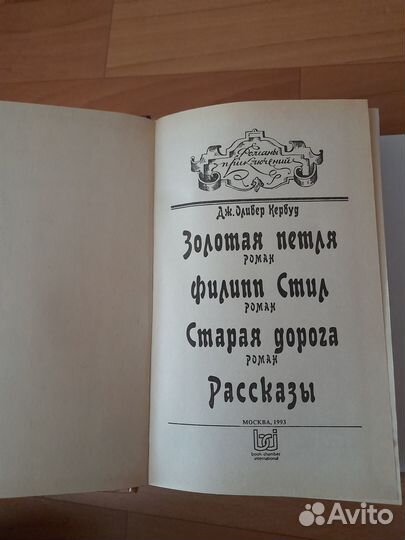 Романы
приключений
Дж. Оливер Кервуд
Золотая петля
роман
Филипп Стил
роман
Старая дорога
роман
Рассказы
МОСКВА, 1993
bci
book chamber
international
Avito